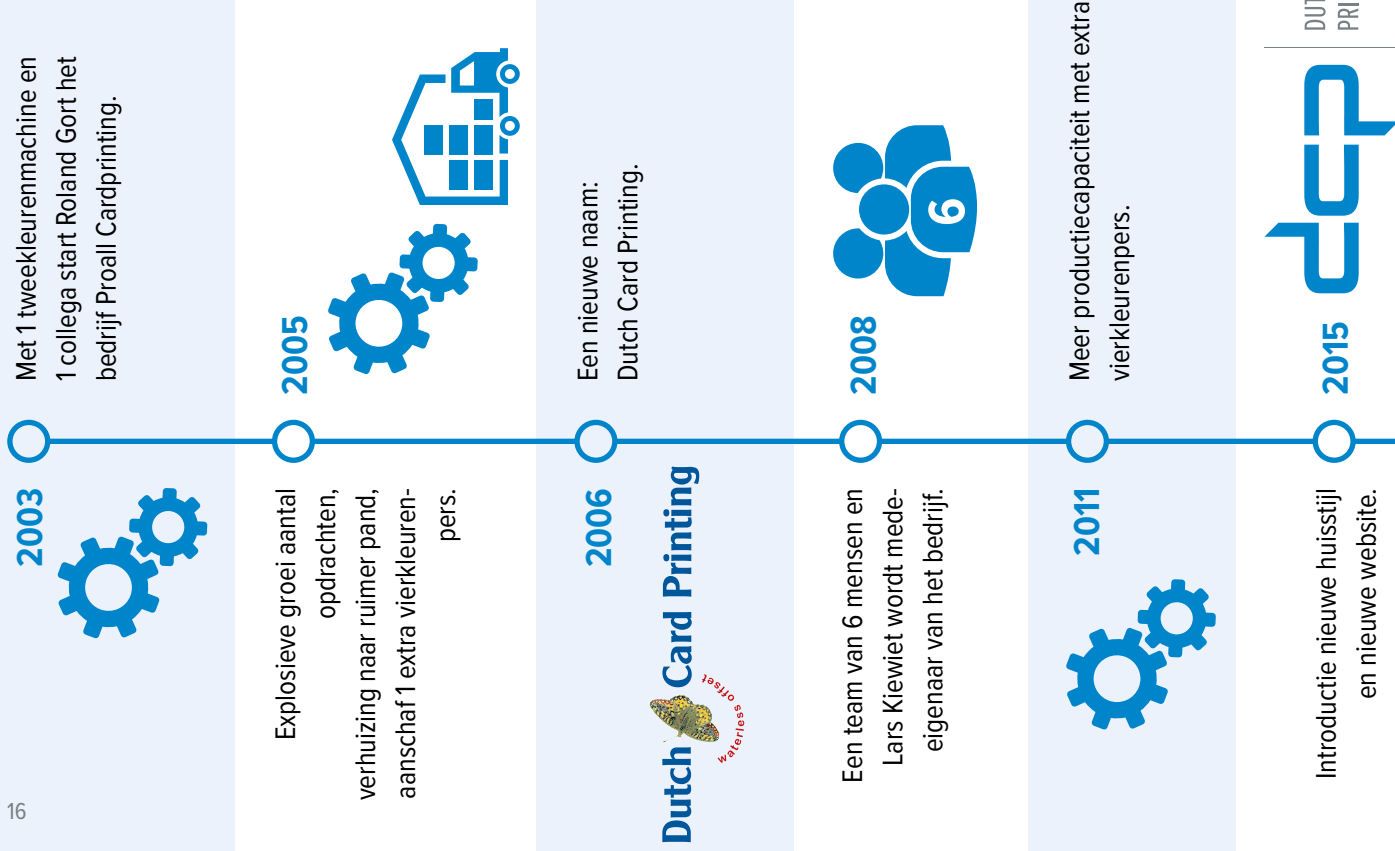 16
2003
Met 1 tweekleurenmachine en
1 collega start Roland Gort het
bedrijf Proall Cardprinting.
2005
Explosieve groei aantal
opdrachten,
verhuizing naar ruimer pand,
aanschaf 1 extra vierkleuren-
pers.
2006
Een nieuwe naam:
Dutch Card Printing.
Dutch Card Printing
waterless offset
2008
Een team van 6 mensen en
Lars Kiewiet wordt mede-
eigenaar van het bedrijf.
6
2011
Meer productiecapaciteit met extra
vierkleurenpers.
2015
Introductie nieuwe huisstijl
en nieuwe website.
dcp
DUT
PRI